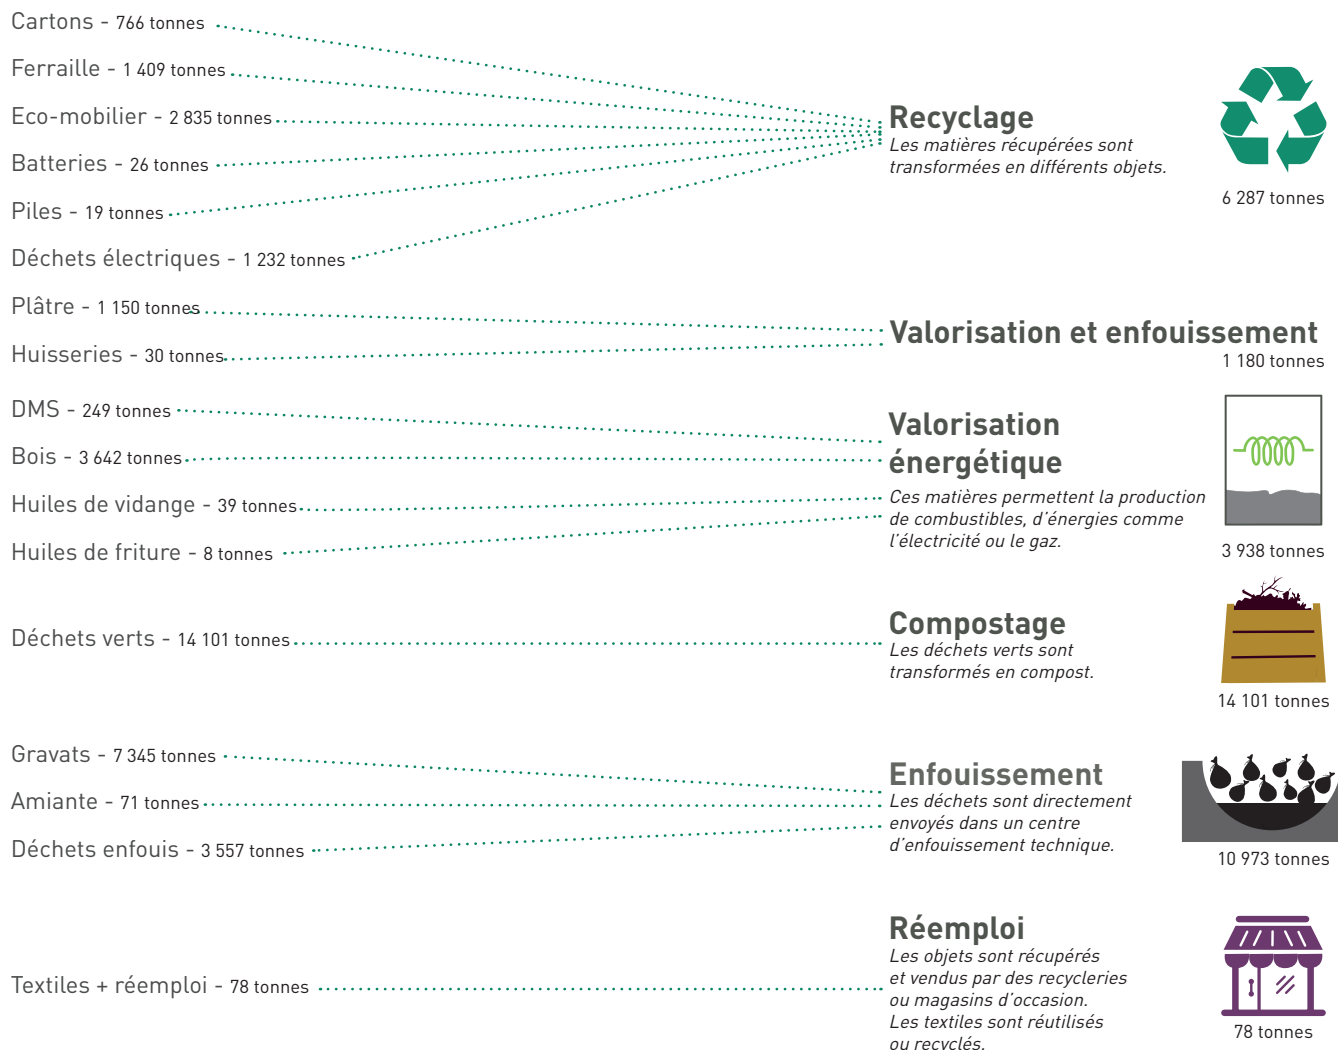 Cartons - 766 tonnes
Ferraille - 1 409 tonnes
Eco-mobilier - 2 835 tonnes
Batteries - 26 tonnes
Piles - 19 tonnes
Déchets électriques - 1 232 tonnes
Recyclage
Les matières récupérées sont
transformées en différents objets.
6 287 tonnes
Plâtre - 1 150 tonnes
Huisseries - 30 tonnes
Valorisation et enfouissement
1 180 tonnes
DMS - 249 tonnes
Bois - 3 642 tonnes
Huiles de vidange - 39 tonnes
Huiles de friture - 8 tonnes
Valorisation
énergétique
Ces matières permettent la production
de combustibles, d'énergies comme
l'électricité ou le gaz.
3 938 tonnes
Déchets verts - 14 101 tonnes
Compostage
Les déchets verts sont
transformés en compost.
14 101 tonnes
Gravats - 7 345 tonnes
Amiante - 71 tonnes
Déchets enfouis - 3 557 tonnes
Enfouissement
Les déchets sont directement
envoyés dans un centre
d'enfouissement technique.
10 973 tonnes
Textiles + réemploi - 78 tonnes
Réemploi
Les objets sont récupérés
et vendus par des recycleries
ou magasins d'occasion.
Les textiles sont réutilisés
ou recyclés.
78 tonnes